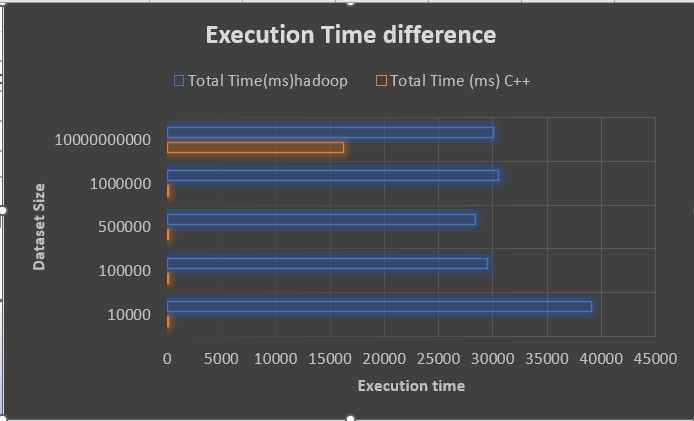 Execution Time difference
Total Time(ms)hadoop Total Time (ms) C++
Dataset Size
10000000000
1000000
500000
100000
10000
0 5000 10000 15000 20000 25000 30000 35000 40000 45000
Execution time